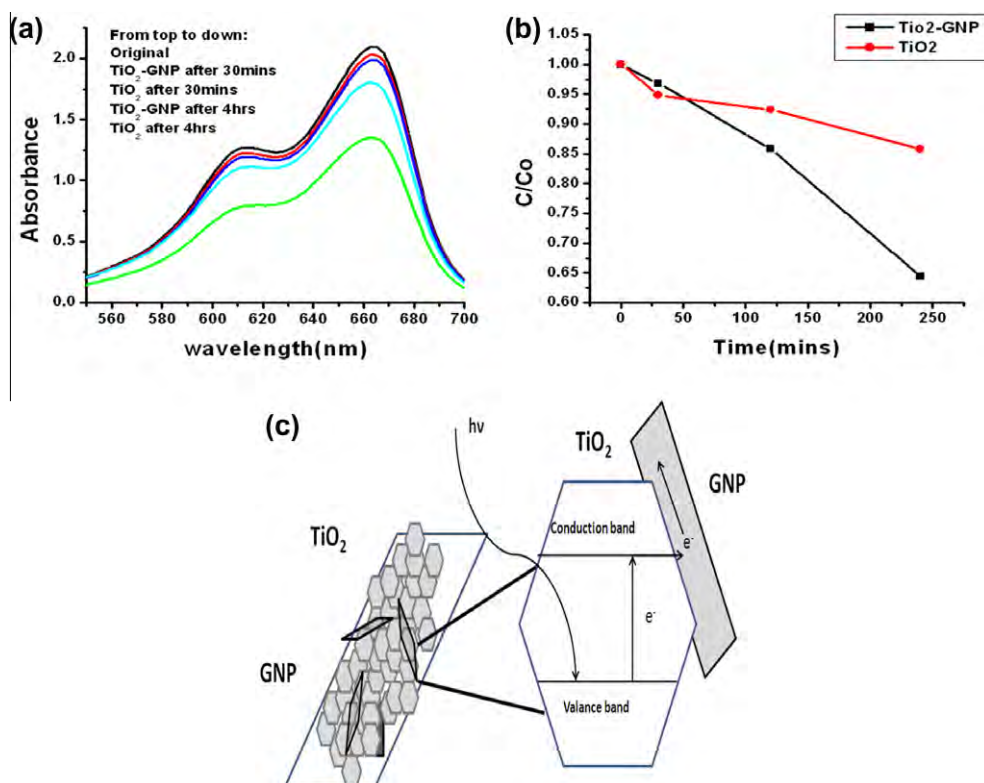 (a)
From top to down:
Original
TiO2-GNP after 30mins
TiO2 after 30mins
TiO2-GNP after 4hrs
TiO2 after 4hrs
2.0
1.5
1.0
0.5
0.0
Absorbance
560 580 600 620 640 660 680 700
wavelength(nm)
(b)
Tio2-GNP
TiO2
1.00
0.95
0.90
0.85
0.80
0.75
0.70
0.65
0.60
C/Co
0 50 100 150 200 250
Time(mins)
(c)
hν
TiO2
GNP
TiO2
GNP
Conduction band
e-
e-
Valance band